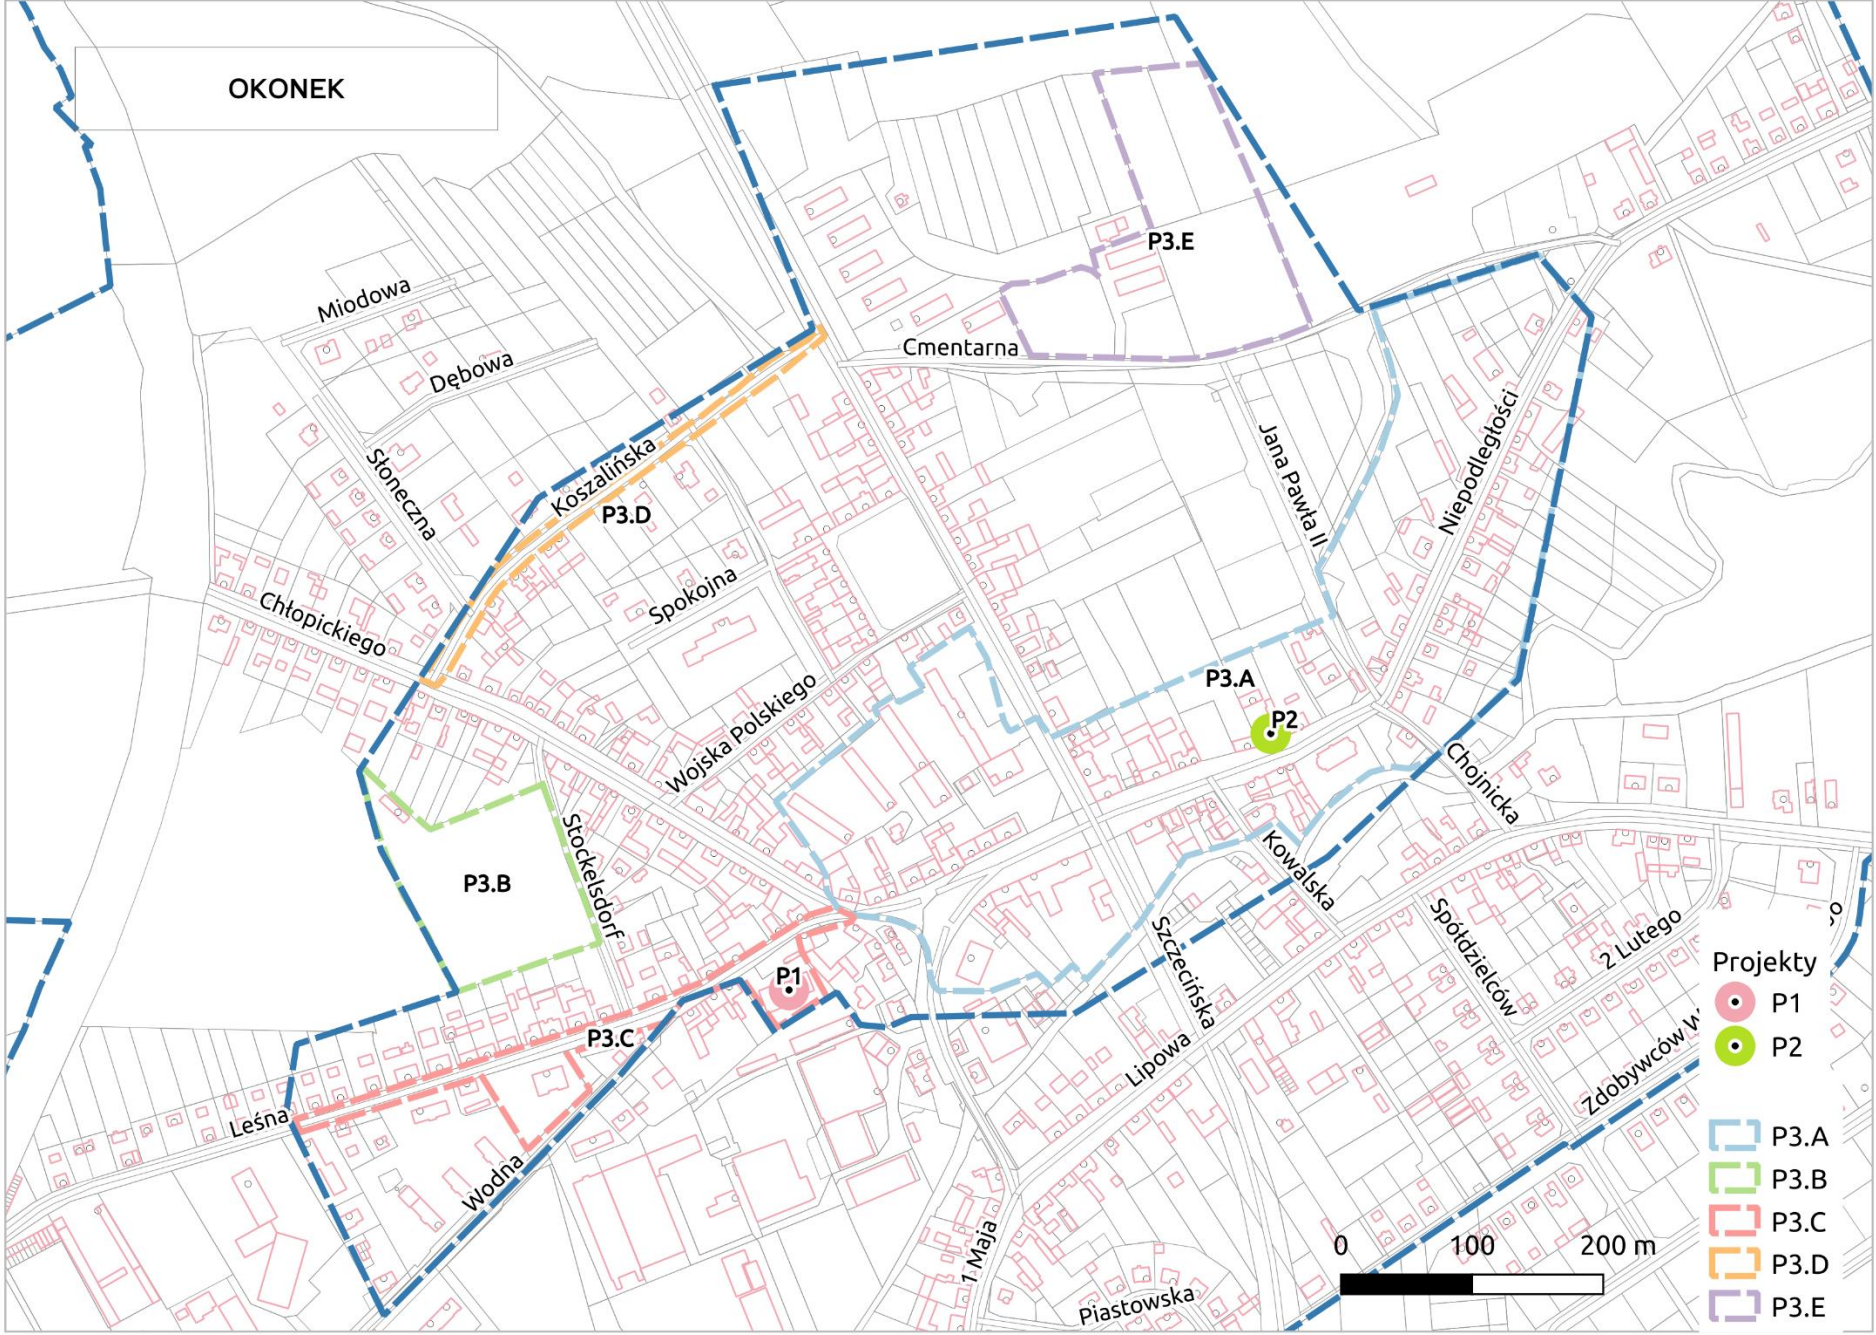 OKONEK
P3.E
Miodowa
Cmentarna
Dębowa
Koszalińska
P3.D
Słoneczna
Jana Pawła II
Niepodległości
Spokojna
Chłopickiego
Wojska Polskiego
P3.A
P2
Chojnicka
Stockelsdorf
P3.B
Kowalska
Szczecińska
Spółdzielców
2 Lutego
P1
P3.C
Lipowa
Leśna
Wodna
Zdobywców W
1 Maja
Piastowska
0 100 200 m
Projekty
P1
P2
P3.A
P3.B
P3.C
P3.D
P3.E